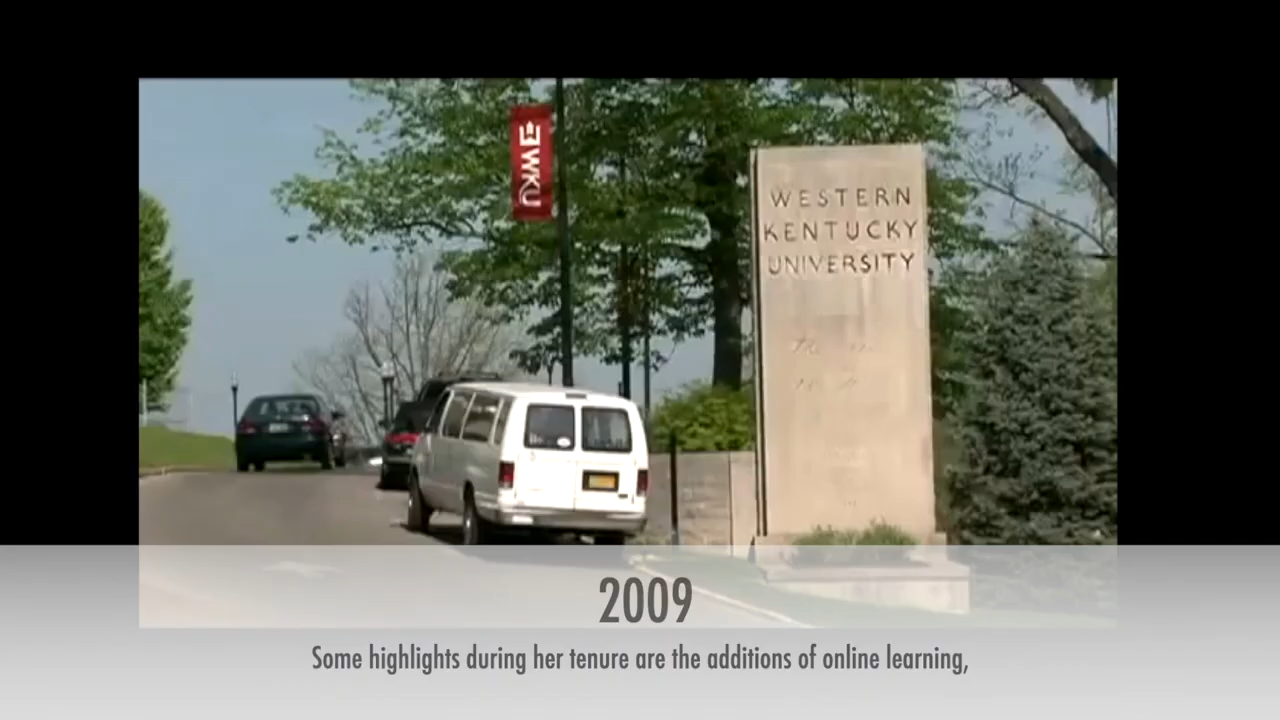 WKU
WESTERN
KENTUCKY
UNIVERSITY
2009
Some highlights during her tenure are the additions of online learning,